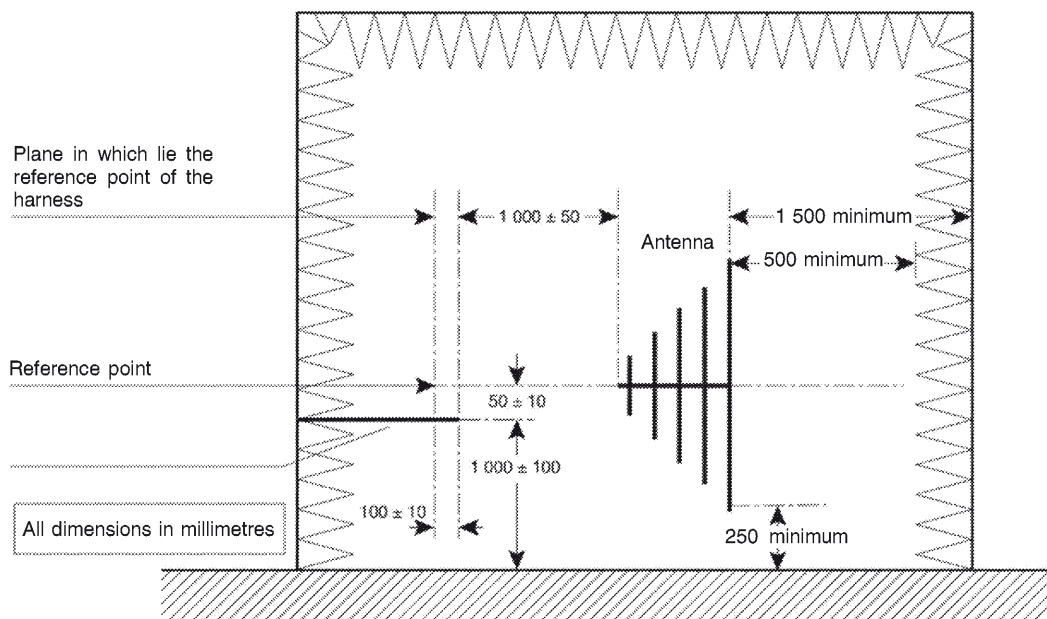 Plane in which lie the
reference point of the
harness
1 000 ± 50
1 500 minimum
Antenna
500 minimum
Reference point
50 ± 10
1 000 ± 100
100 ± 10
All dimensions in millimetres
250 minimum